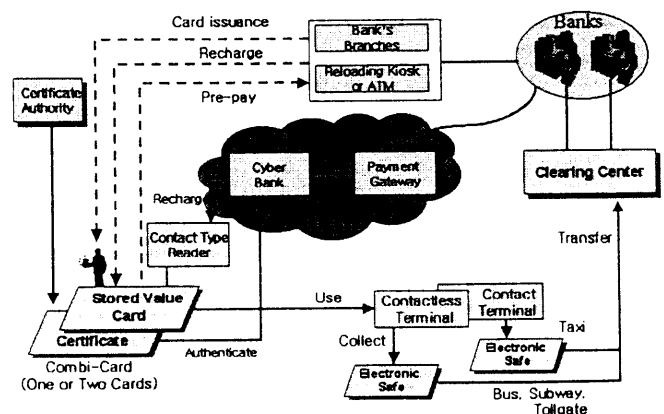 Card issuance
Recharge
Pre-pay
Bank's
Branches
Reloading Kiosk
or ATM
Banks
Certificate
Authority
Cyber
Bank
Payment
Gateway
Clearing Center
Recharg
Contact Type
Reader
Transfer
Stored Value
Card
Certificate
Combi-Card
(One or Two Cards)
Authenticate
Use
Contactless
Terminal
Contact
Terminal
Collect
Taxi
Electronic
Safe
Electronic
Safe
Bus, Subway,
Tollgate